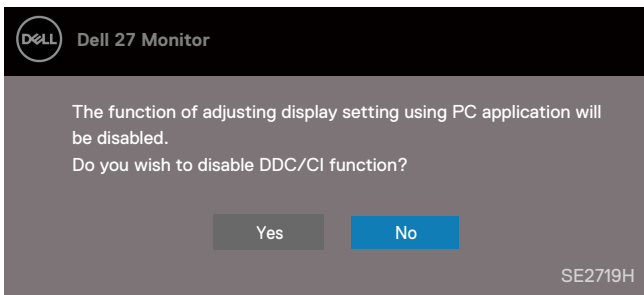 DELL Dell 27 Monitor
The function of adjusting display setting using PC application will
be disabled.
Do you wish to disable DDC/CI function?
Yes No
SE2719H